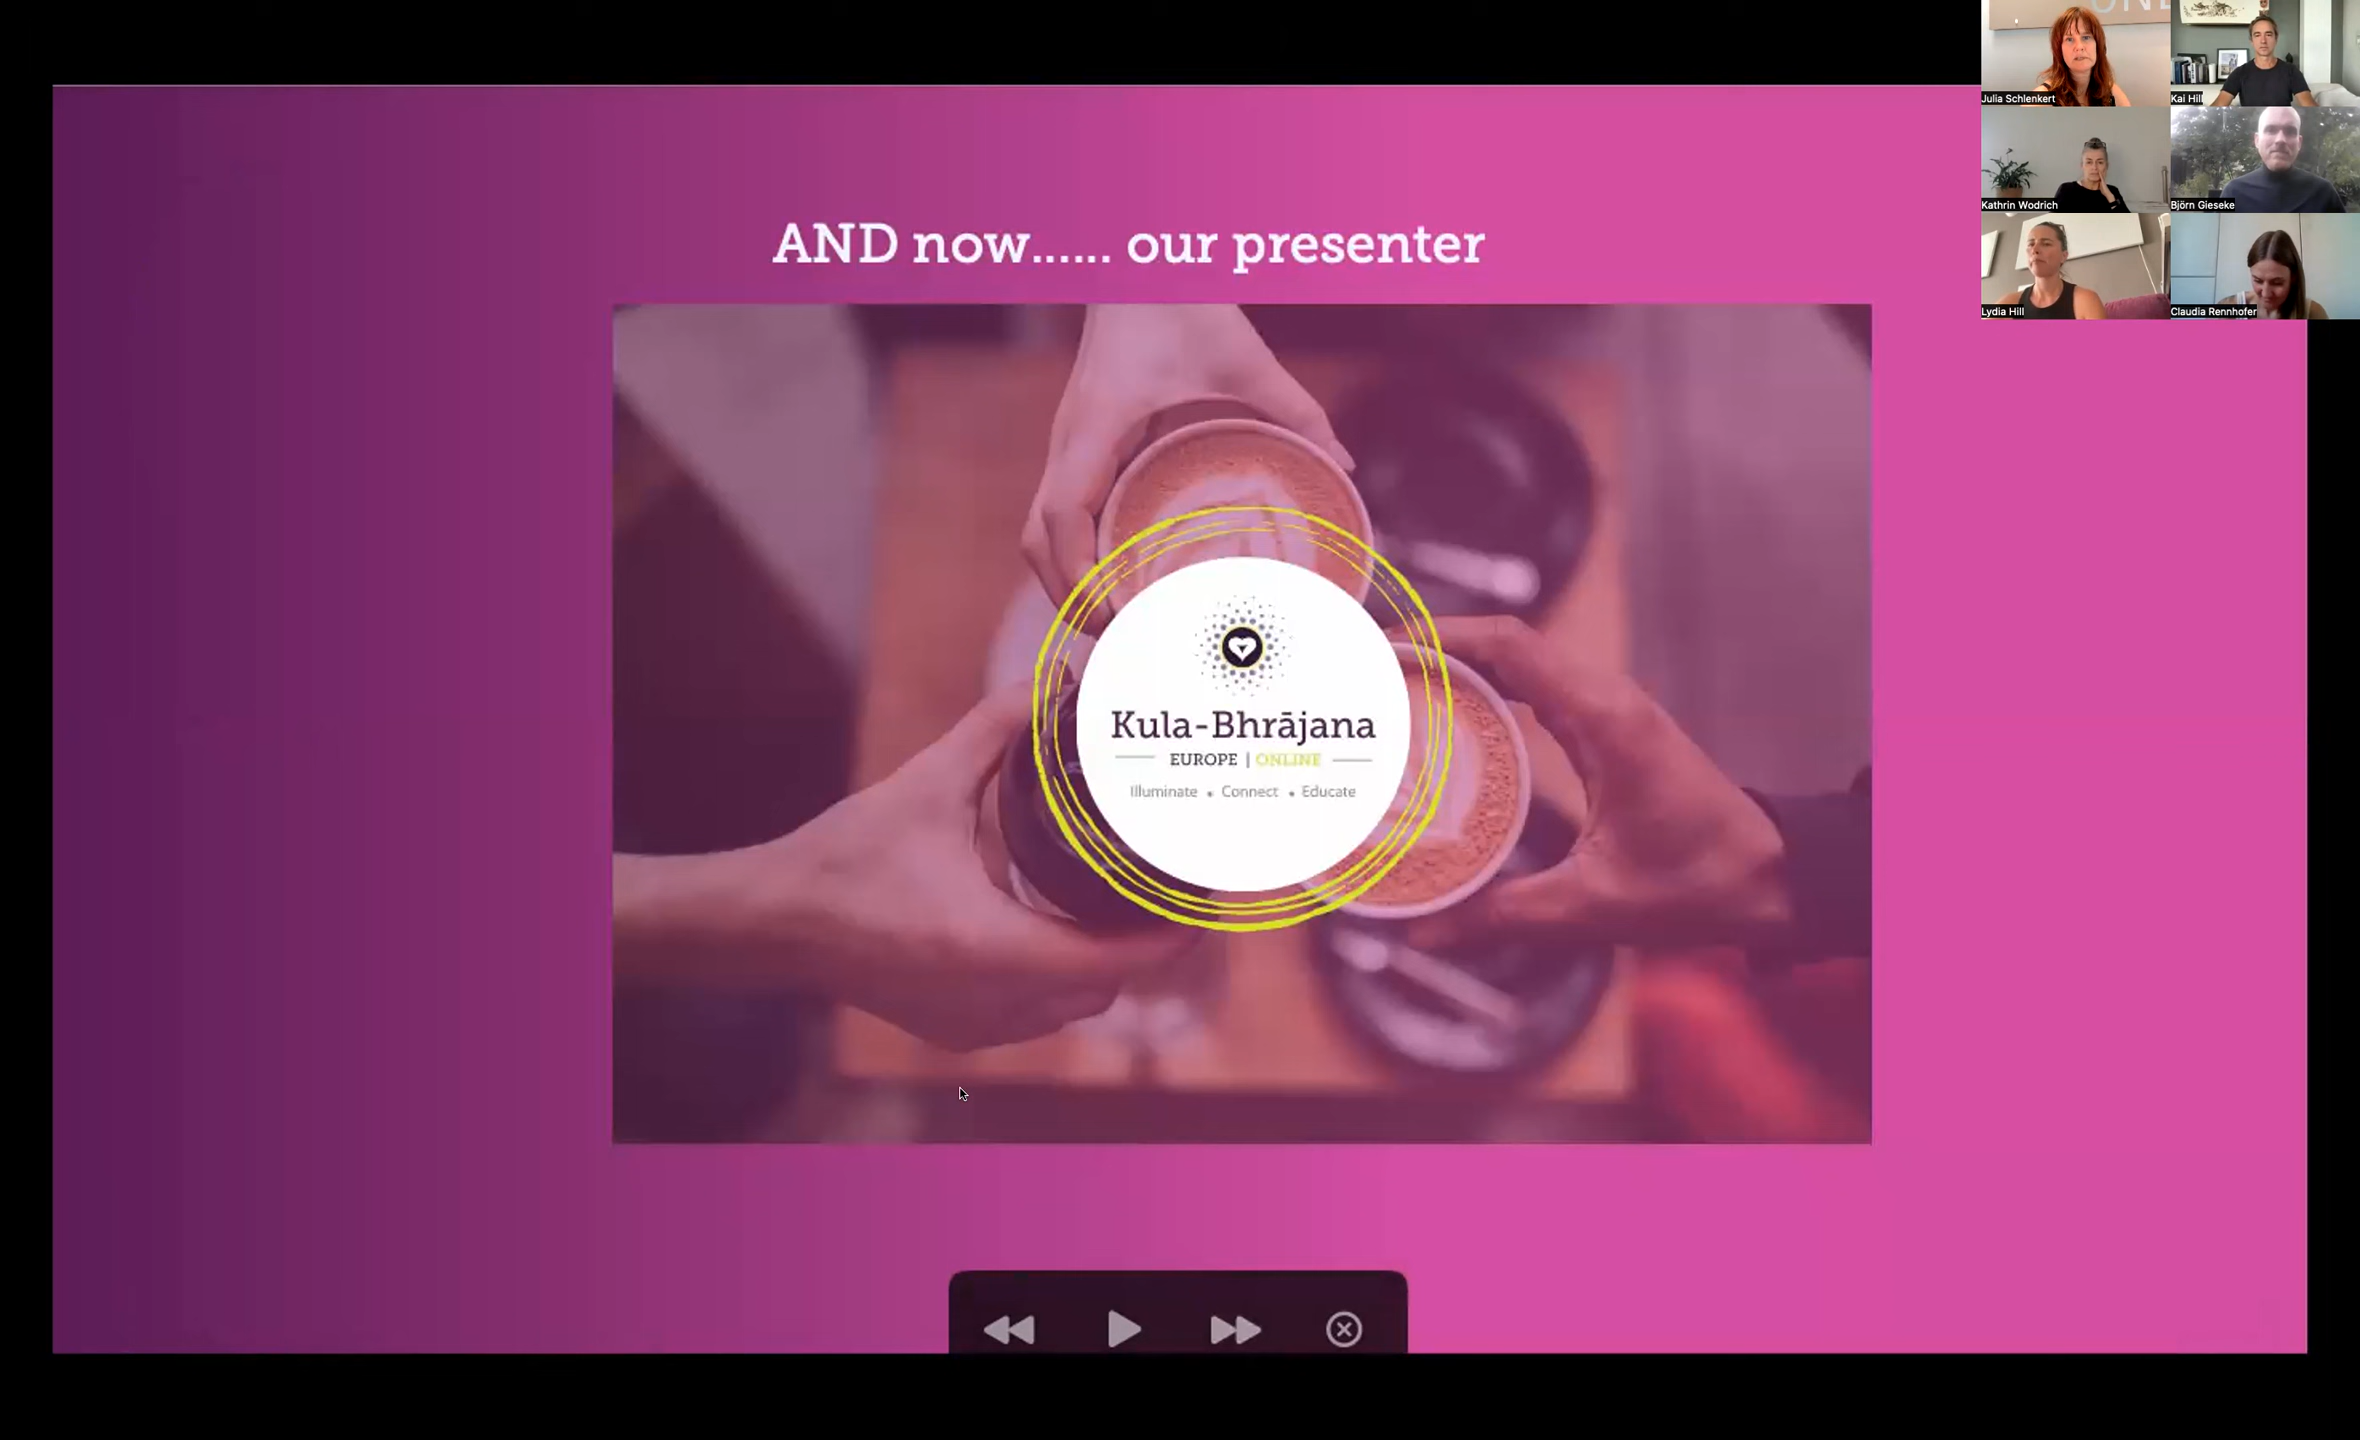 AND now...... our presenter
Kula-Bhrājana
EUROPE | ONLINE
Illuminate • Connect • Educate
Julia Schlenkert
Kai Hill
Kathrin Wodrich
Björn Gieseke
Lydia Hill
Claudia Rennhofer